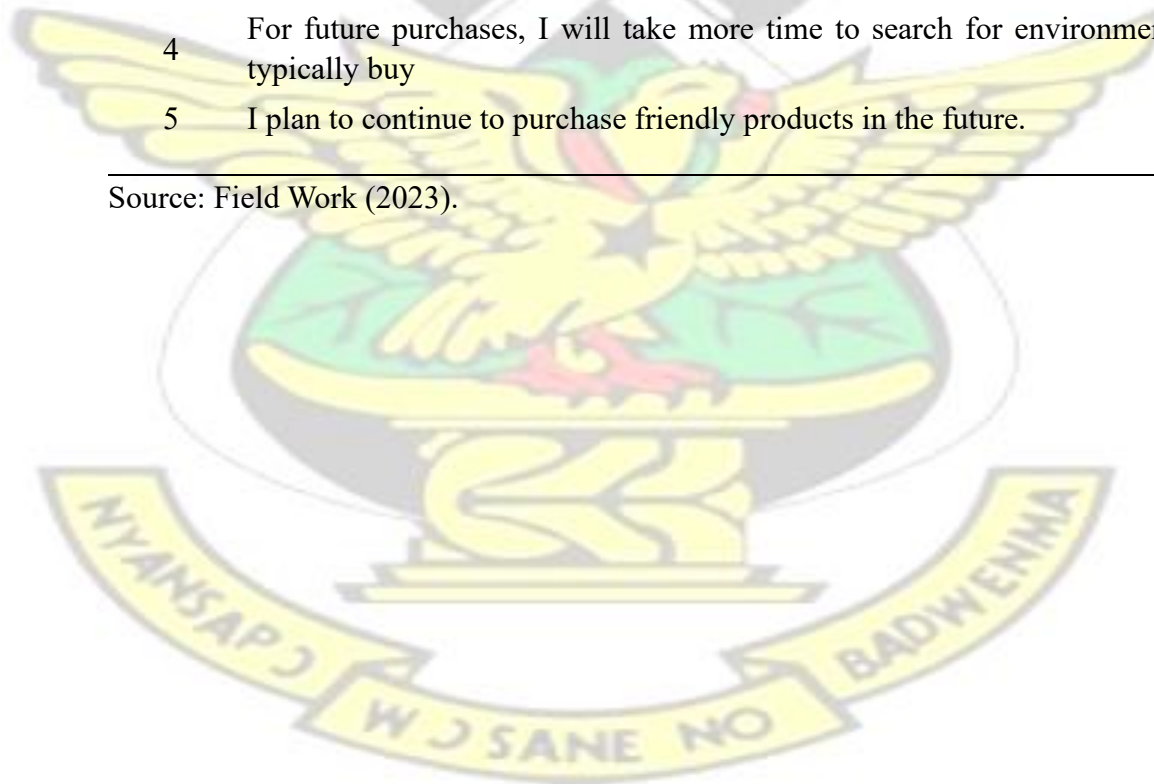 4 For future purchases, I will take more time to search for environme
typically buy
5 I plan to continue to purchase friendly products in the future.
Source: Field Work (2023).
NYANSAPƆ WƆSANE NO BADWENMA